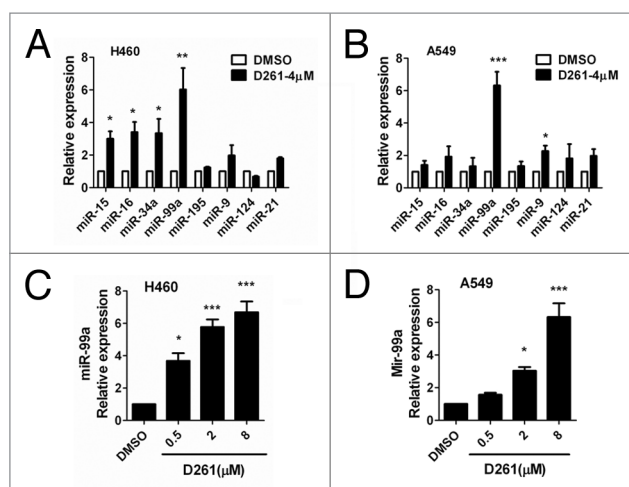 A
H460
DMSO
D261-4μM
Relative expression
8
6
4
2
0
*
*
*
**
miR-15
miR-16
miR-34a
miR-99a
miR-195
miR-9
miR-124
miR-21
B
A549
DMSO
D261-4μM
Relative expression
8
6
4
2
0
***
*
miR-15
miR-16
miR-34a
miR-99a
miR-195
miR-9
miR-124
miR-21
C
H460
miR-99a
Relative expression
8
6
4
2
0
*
***
***
DMSO
0.5
2
8
D261(μM)
D
A549
Mir-99a
Relative expression
8
6
4
2
0
*
***
DMSO
0.5
2
8
D261(μM)